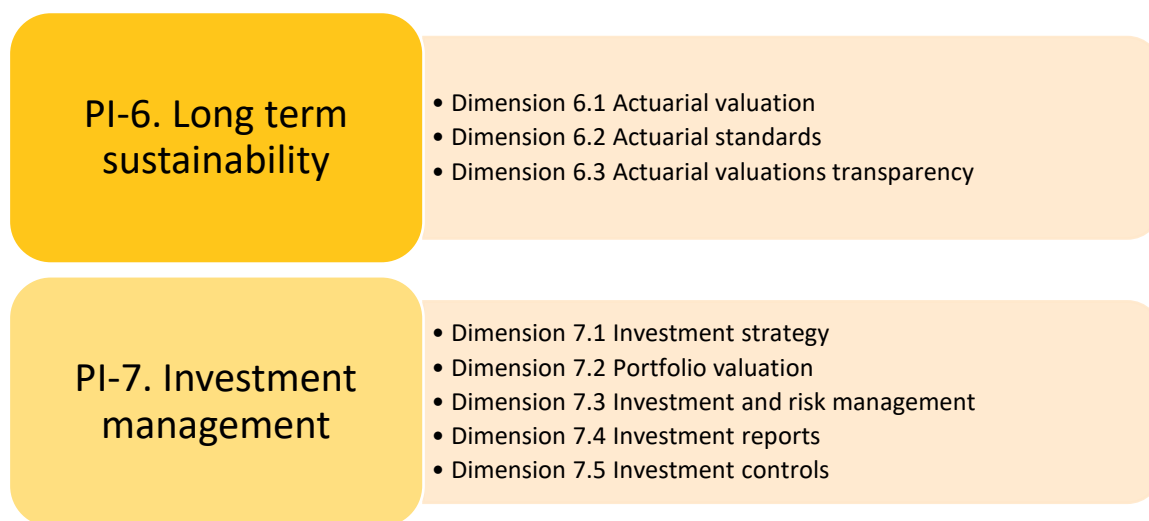 PI-6. Long term
sustainability
• Dimension 6.1 Actuarial valuation
• Dimension 6.2 Actuarial standards
• Dimension 6.3 Actuarial valuations transparency
PI-7. Investment
management
• Dimension 7.1 Investment strategy
• Dimension 7.2 Portfolio valuation
• Dimension 7.3 Investment and risk management
• Dimension 7.4 Investment reports
• Dimension 7.5 Investment controls